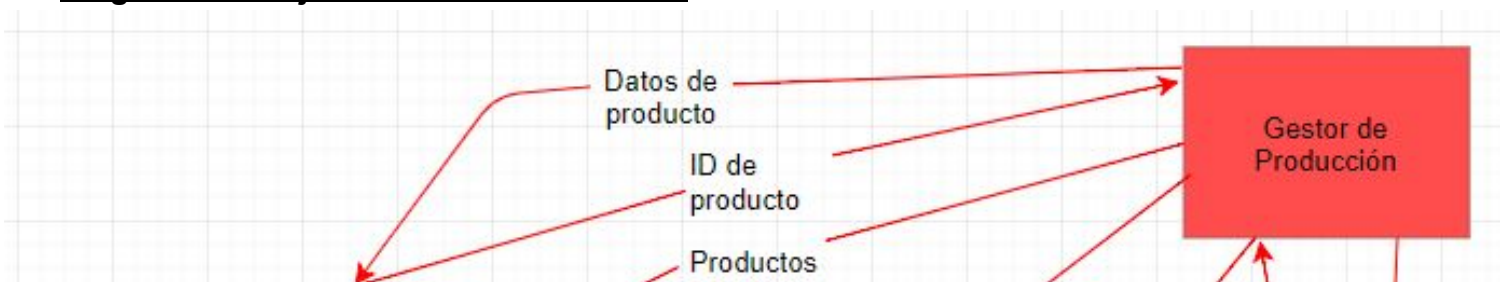 Datos de
producto
ID de
producto
Productos
Gestor de
Producción